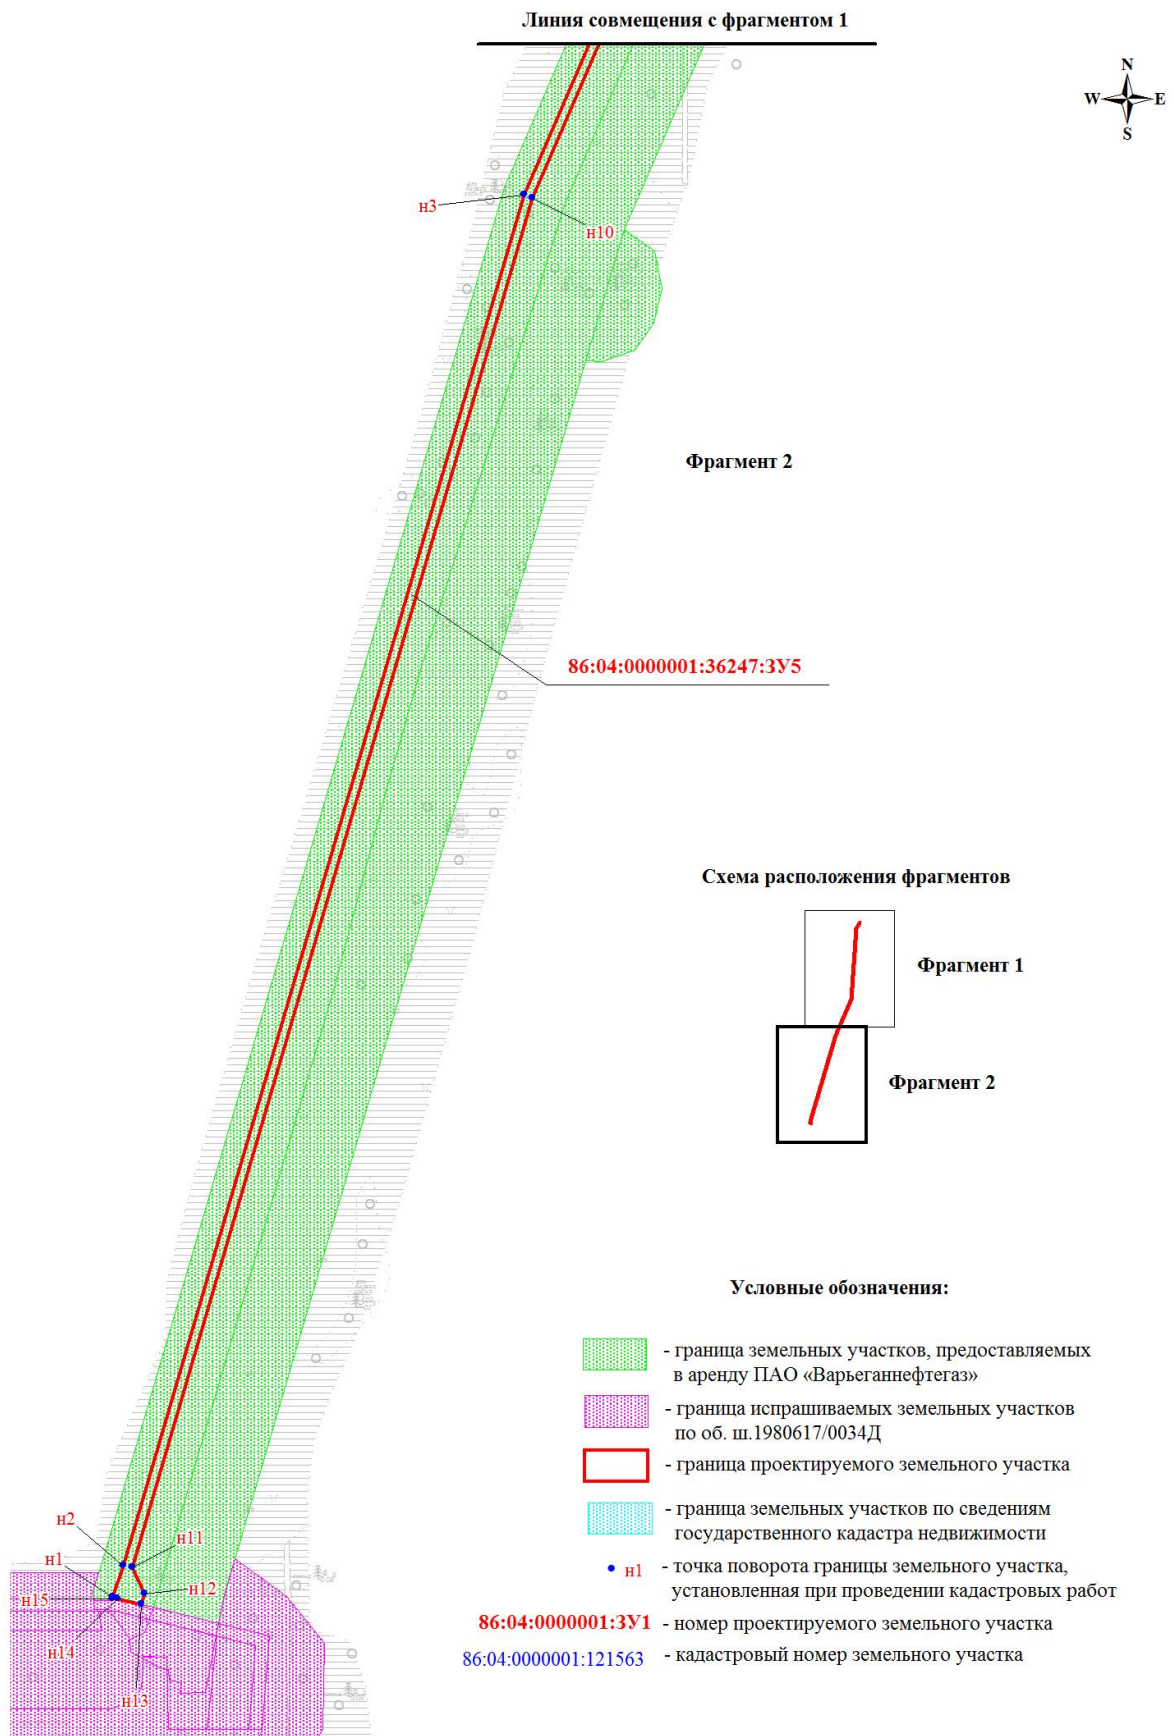 Линия совмещения с фрагментом 1
N
W
E
S
н3
н10
Фрагмент 2
86:04:0000001:36247:ЗУ5
Схема расположения фрагментов
Фрагмент 1
Фрагмент 2
Условные обозначения:
- граница земельных участков, предоставляемых
в аренду ПАО «Варьеганнефтегаз»
- граница испрашиваемых земельных участков
по об. ш.1980617/0034Д
- граница проектируемого земельного участка
- граница земельных участков по сведениям
государственного кадастра недвижимости
н1 - точка поворота границы земельного участка,
установленная при проведении кадастровых работ
86:04:0000001:ЗУ1 - номер проектируемого земельного участка
86:04:0000001:121563 - кадастровый номер земельного участка
н2
н11
н1
н12
н15
н14
н13